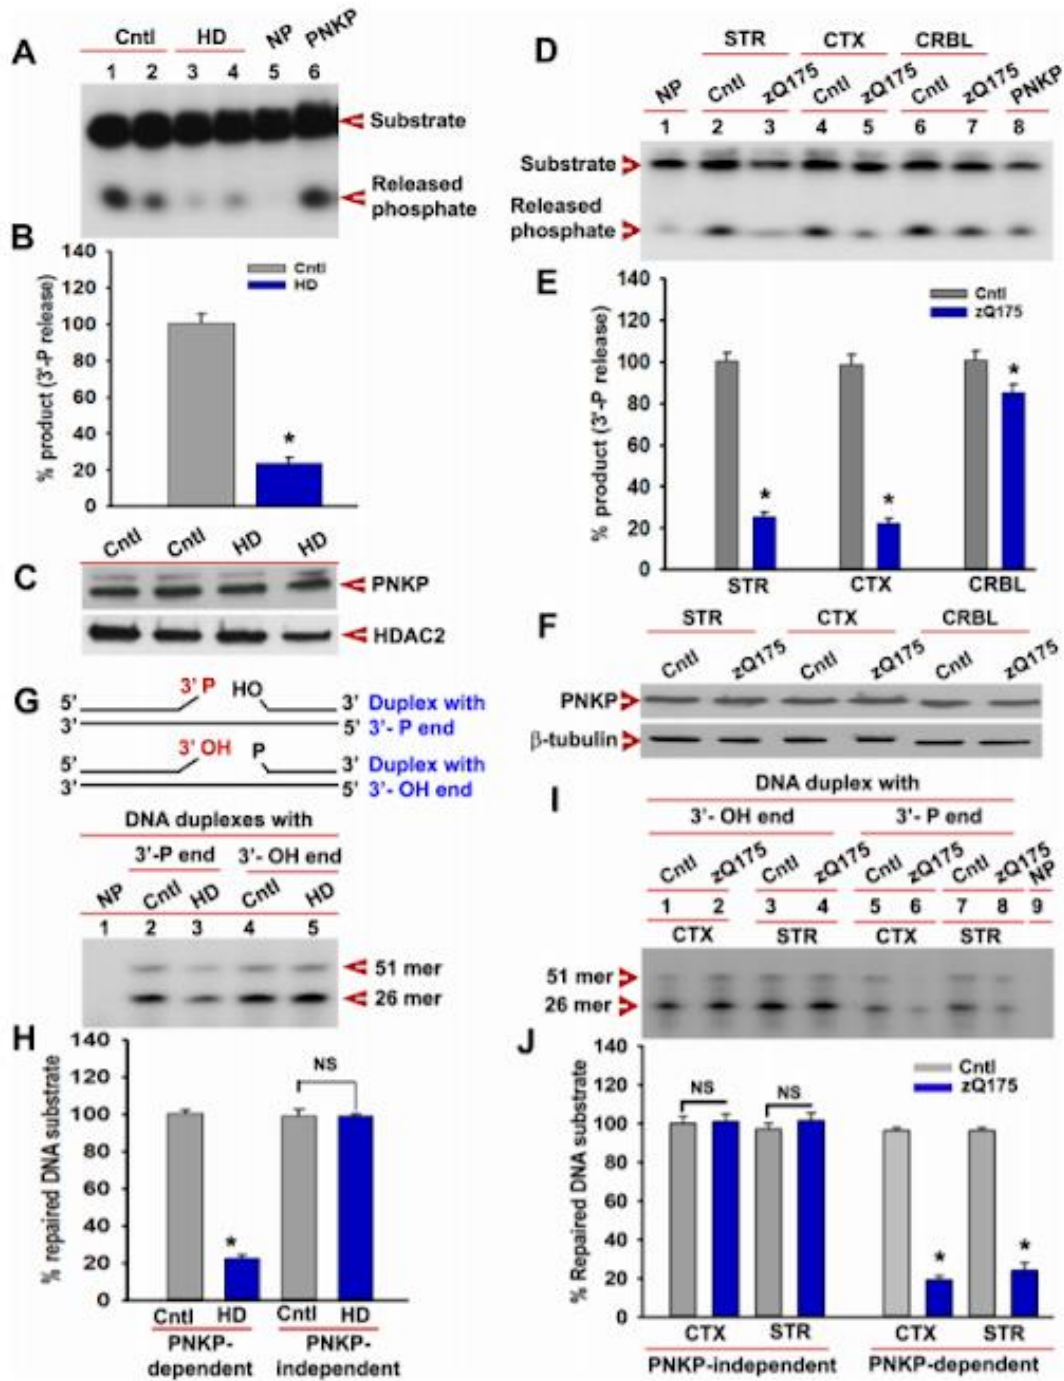 A
Cntl HD NP PNKP
1 2 3 4 5 6
Substrate
Released
phosphate
B
% product (3'-P release)
140
120
100
80
60
40
20
0
Cntl
HD
*
C
Cntl Cntl HD HD
PNKP
HDAC2
D
STR CTX CRBL
NP Cntl zQ175 Cntl zQ175 Cntl zQ175 PNKP
1 2 3 4 5 6 7 8
Substrate
Released
phosphate
E
% product (3'-P release)
140
120
100
80
60
40
20
0
Cntl
zQ175
* * *
STR CTX CRBL
F
STR CTX CRBL
Cntl zQ175 Cntl zQ175 Cntl zQ175
PNKP
β-tubulin
G
3' P HO
5' 3' Duplex with
3' 5' 3'- P end
3' OH P
5' 3' Duplex with
3' 5' 3'- OH end
DNA duplexes with
3'-P end 3'- OH end
NP Cntl HD Cntl HD
1 2 3 4 5
51 mer
26 mer
H
% repaired DNA substrate
140
120
100
80
60
40
20
0
NS
*
Cntl HD Cntl HD
PNKP- PNKP-
dependent independent
I
DNA duplex with
3'- OH end 3'- P end
Cntl zQ175 Cntl zQ175 Cntl zQ175 Cntl zQ175 NP
1 2 3 4 5 6 7 8 9
CTX STR CTX STR
51 mer
26 mer
J
% Repaired DNA substrate
140
120
100
80
60
40
20
0
Cntl
zQ175
NS NS
* *
CTX STR CTX STR
PNKP-independent PNKP-dependent